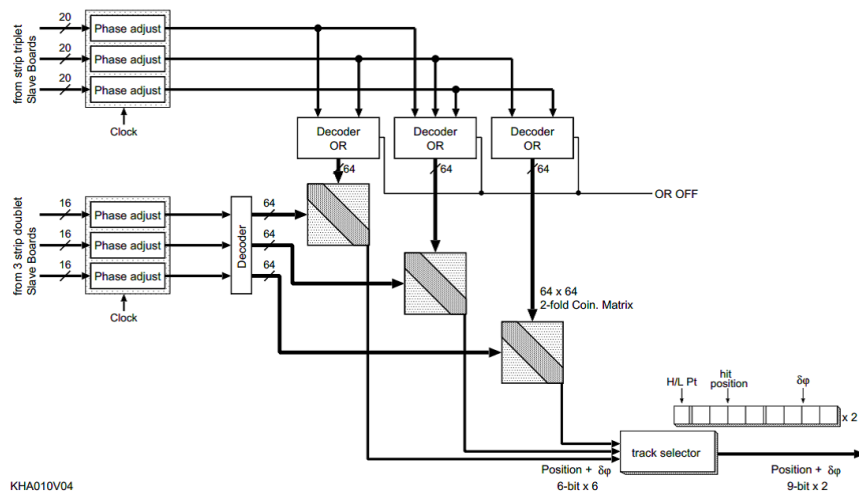 from strip triplet
Slave Boards
20
20
20
Phase adjust
Phase adjust
Phase adjust
Clock
Decoder
OR
Decoder
OR
Decoder
OR
64
64
64
OR OFF
from 3 strip doublet
Slave Boards
16
16
16
Phase adjust
Phase adjust
Phase adjust
Clock
Decoder
64
64
64
64 x 64
2-fold Coin. Matrix
H/L Pt
hit
position
δφ
x 2
track selector
Position + δφ
6-bit x 6
Position + δφ
9-bit x 2
KHA010V04